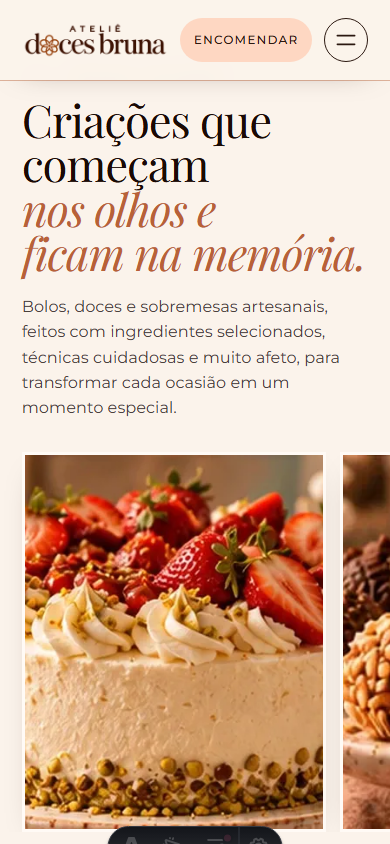 ATELIÊ
doces bruna
ENCOMENDAR
Criações que
começam
nos olhos e
ficam na memória.
Bolos, doces e sobremesas artesanais,
feitos com ingredientes selecionados,
técnicas cuidadosas e muito afeto, para
transformar cada ocasião em um
momento especial.